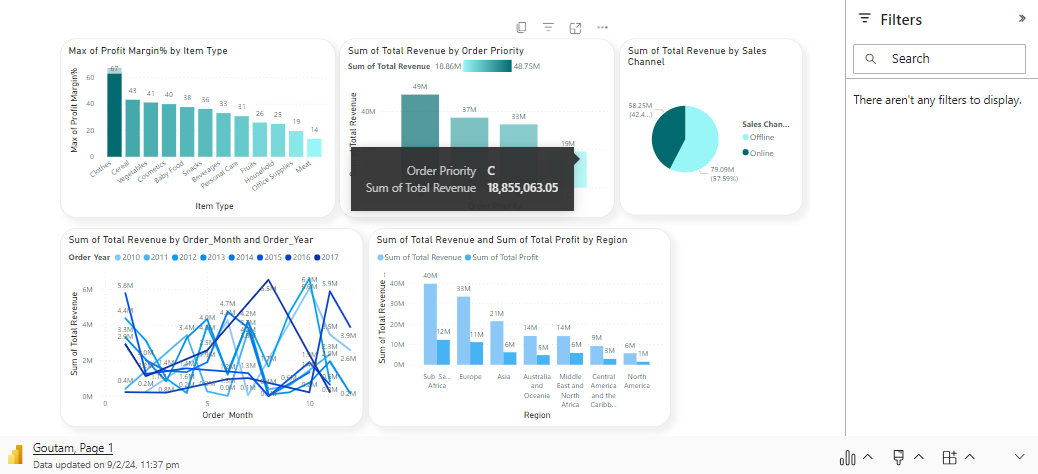 Filters
Search
There aren't any filters to display.
Max of Profit Margin% by Item Type
Max of Profit Margin%
60
40
20
0
67
43
41
40
38
36
33
31
26
25
19
14
Clothes
Cereal
Vegetables
Cosmetics
Baby Food
Snacks
Beverages
Personal Care
Fruits
Household
Office Supplies
Meat
Item Type
Sum of Total Revenue by Order Priority
Sum of Total Revenue 18.86M 48.75M
Total Revenue
40M
49M
37M
33M
19M
Order Priority C
Sum of Total Revenue 18,855,063.05
Sum of Total Revenue by Sales
Channel
58.25M
(42.4...)
79.09M
(57.59%)
Sales Chan...
Offline
Online
Sum of Total Revenue by Order_Month and Order_Year
Order Year 2010 2011 2012 2013 2014 2015 2016 2017
Sum of Total Revenue
6M
4M
2M
0M
5.8M
4.4M
3.3M
0.4M
0.2M
3.4M
4.7M
4.2M
1.3M
5.9M
3.9M
2.6M
0.2M
0
5
10
Order_Month
Sum of Total Revenue and Sum of Total Profit by Region
Sum of Total Revenue Sum of Total Profit
Sum of Total Revenue
40M
30M
20M
10M
0M
40M
12M
33M
11M
21M
6M
14M
5M
14M
6M
9M
3M
6M
1M
Sub-Sa...
Africa
Europe
Asia
Australia
and
Oceania
Middle
East and
North
Africa
Central
America
and the
Caribb...
North
America
Region
Goutam, Page 1
Data updated on 9/2/24, 11:37 pm